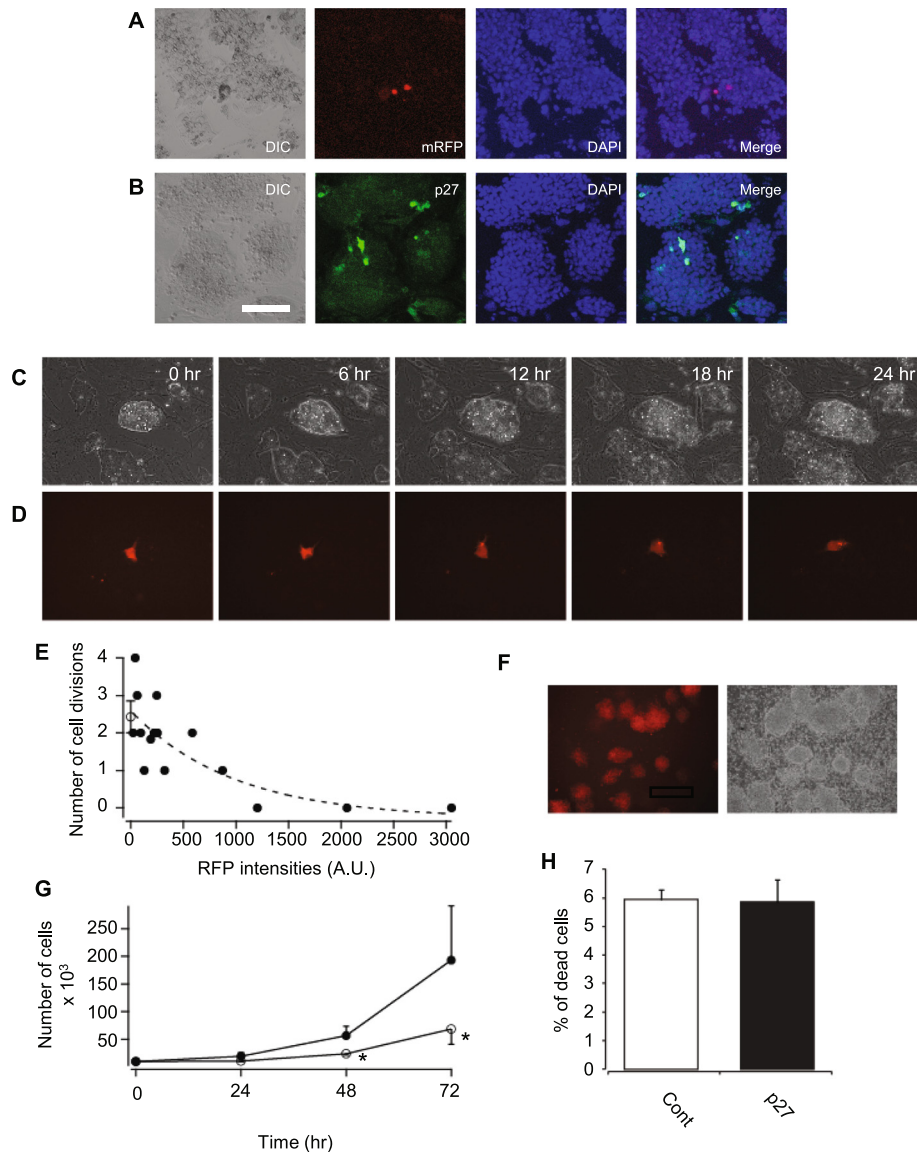 A
DIC
mRFP
DAPI
Merge
B
DIC
p27
DAPI
Merge
C
0 hr
6 hr
12 hr
18 hr
24 hr
D
E
Number of cell divisions
4
3
2
1
0
0
500
1000
1500
2000
2500
3000
RFP intensities (A.U.)
F
G
Number of cells
x 10³
250
200
150
100
50
*
*
0
24
48
72
Time (hr)
H
% of dead cells
7
6
5
4
3
2
1
0
Cont
p27